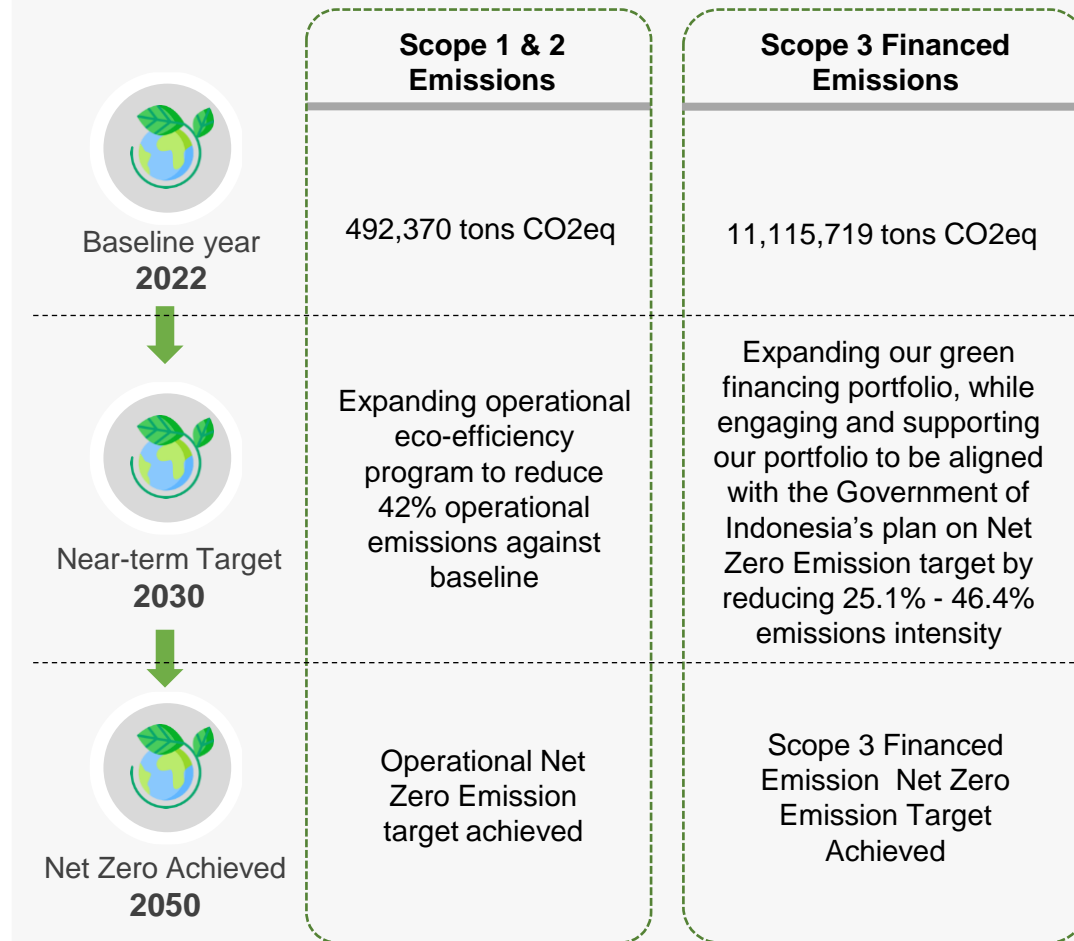 Scope 1 & 2
Emissions
Scope 3 Financed
Emissions
Baseline year
2022
492,370 tons CO2eq
11,115,719 tons CO2eq
Near-term Target
2030
Expanding operational
eco-efficiency
program to reduce
42% operational
emissions against
baseline
Expanding our green
financing portfolio, while
engaging and supporting
our portfolio to be aligned
with the Government of
Indonesia’s plan on Net
Zero Emission target by
reducing 25.1% - 46.4%
emissions intensity
Net Zero Achieved
2050
Operational Net
Zero Emission
target achieved
Scope 3 Financed
Emission  Net Zero
Emission Target
Achieved